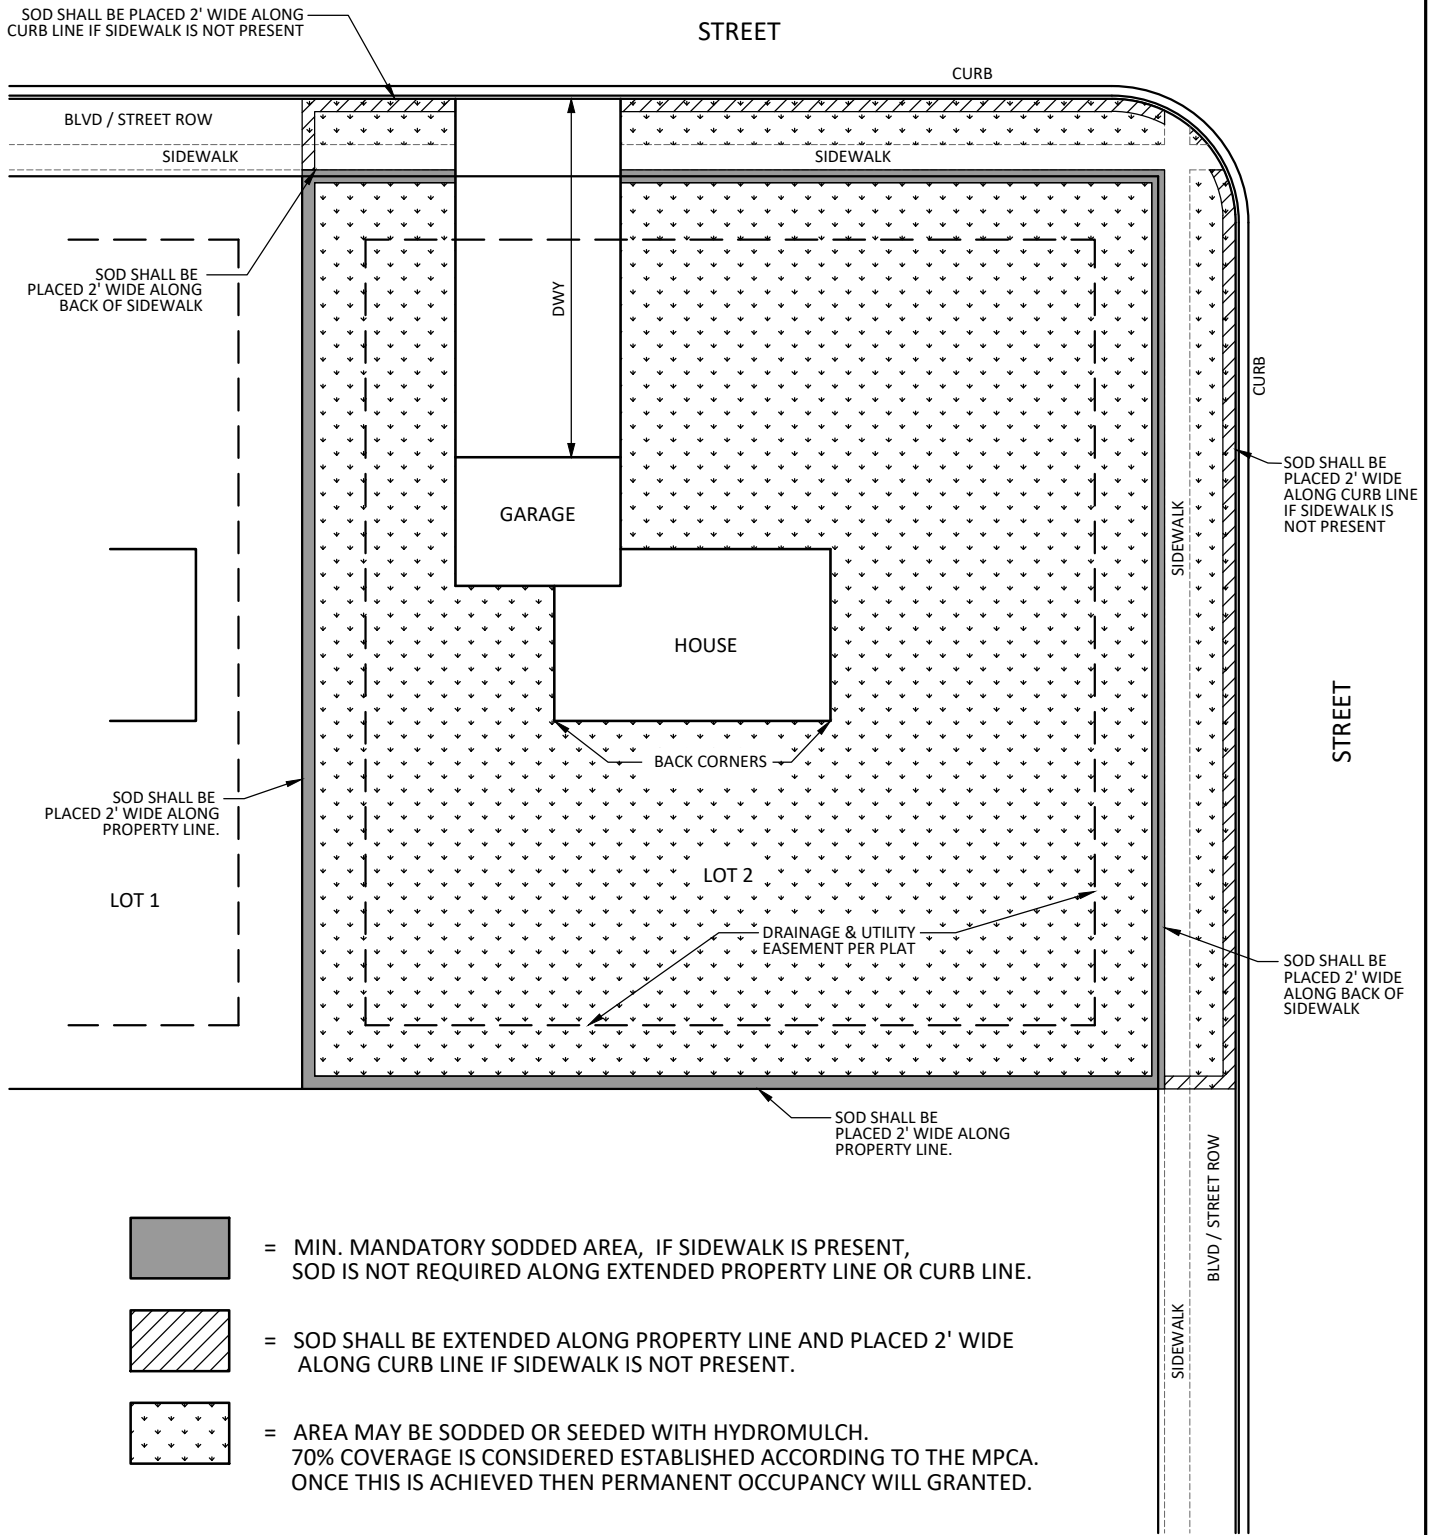 SOD SHALL BE PLACED 2' WIDE ALONG
CURB LINE IF SIDEWALK IS NOT PRESENT
STREET
CURB
BLVD / STREET ROW
SIDEWALK
SIDEWALK
SOD SHALL BE
PLACED 2' WIDE ALONG
BACK OF SIDEWALK
DWY
CURB
SOD SHALL BE
PLACED 2' WIDE
ALONG CURB LINE
IF SIDEWALK IS
NOT PRESENT
GARAGE
SIDEWALK
HOUSE
STREET
BACK CORNERS
SOD SHALL BE
PLACED 2' WIDE ALONG
PROPERTY LINE.
LOT 1
LOT 2
DRAINAGE & UTILITY
EASEMENT PER PLAT
SOD SHALL BE
PLACED 2' WIDE
ALONG BACK OF
SIDEWALK
SOD SHALL BE
PLACED 2' WIDE ALONG
PROPERTY LINE.
BLVD / STREET ROW
SIDEWALK
= MIN. MANDATORY SODDED AREA, IF SIDEWALK IS PRESENT,
SOD IS NOT REQUIRED ALONG EXTENDED PROPERTY LINE OR CURB LINE.
= SOD SHALL BE EXTENDED ALONG PROPERTY LINE AND PLACED 2' WIDE
ALONG CURB LINE IF SIDEWALK IS NOT PRESENT.
= AREA MAY BE SODDED OR SEEDED WITH HYDROMULCH.
70% COVERAGE IS CONSIDERED ESTABLISHED ACCORDING TO THE MPCA.
ONCE THIS IS ACHIEVED THEN PERMANENT OCCUPANCY WILL GRANTED.